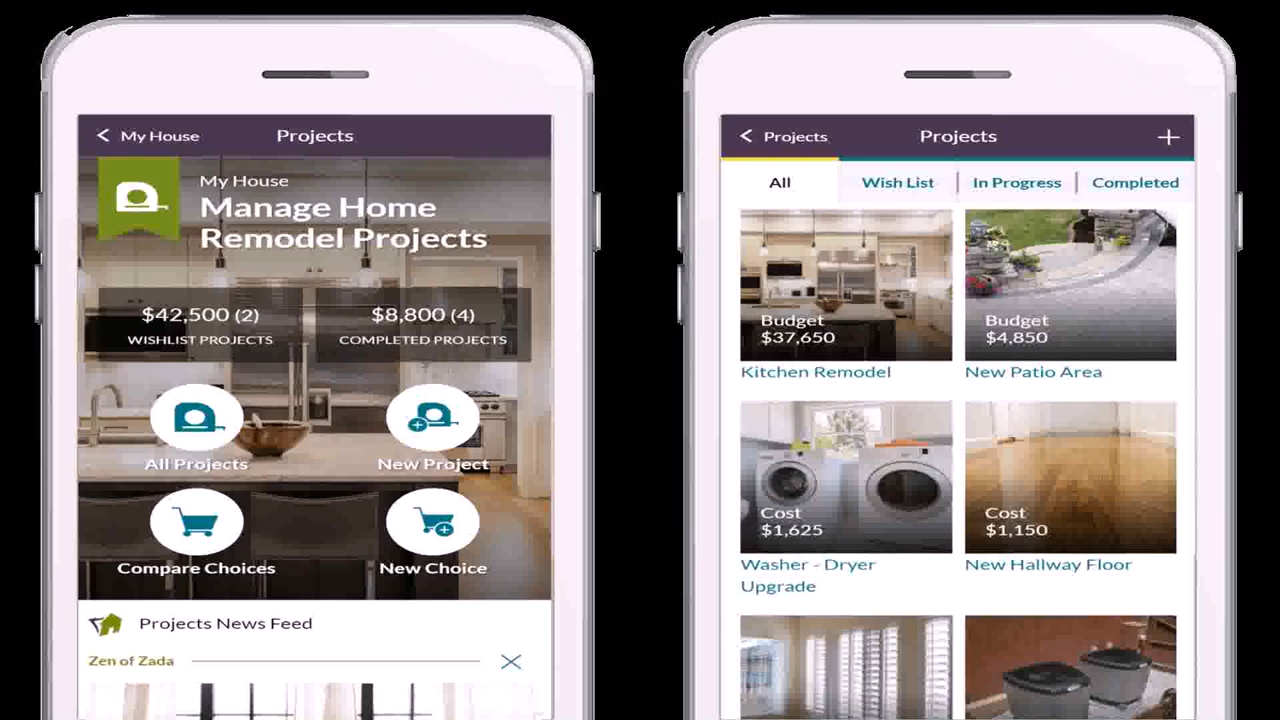 My House
Projects
My House
Manage Home
Remodel Projects
$42,500 (2)
WISHLIST PROJECTS
$8,800 (4)
COMPLETED PROJECTS
All Projects
New Project
Compare Choices
New Choice
Projects News Feed
Zen of Zada
Projects
Projects
All
Wish List
In Progress
Completed
Budget
$37,650
Kitchen Remodel
Budget
$4,850
New Patio Area
Cost
$1,625
Washer - Dryer
Upgrade
Cost
$1,150
New Hallway Floor